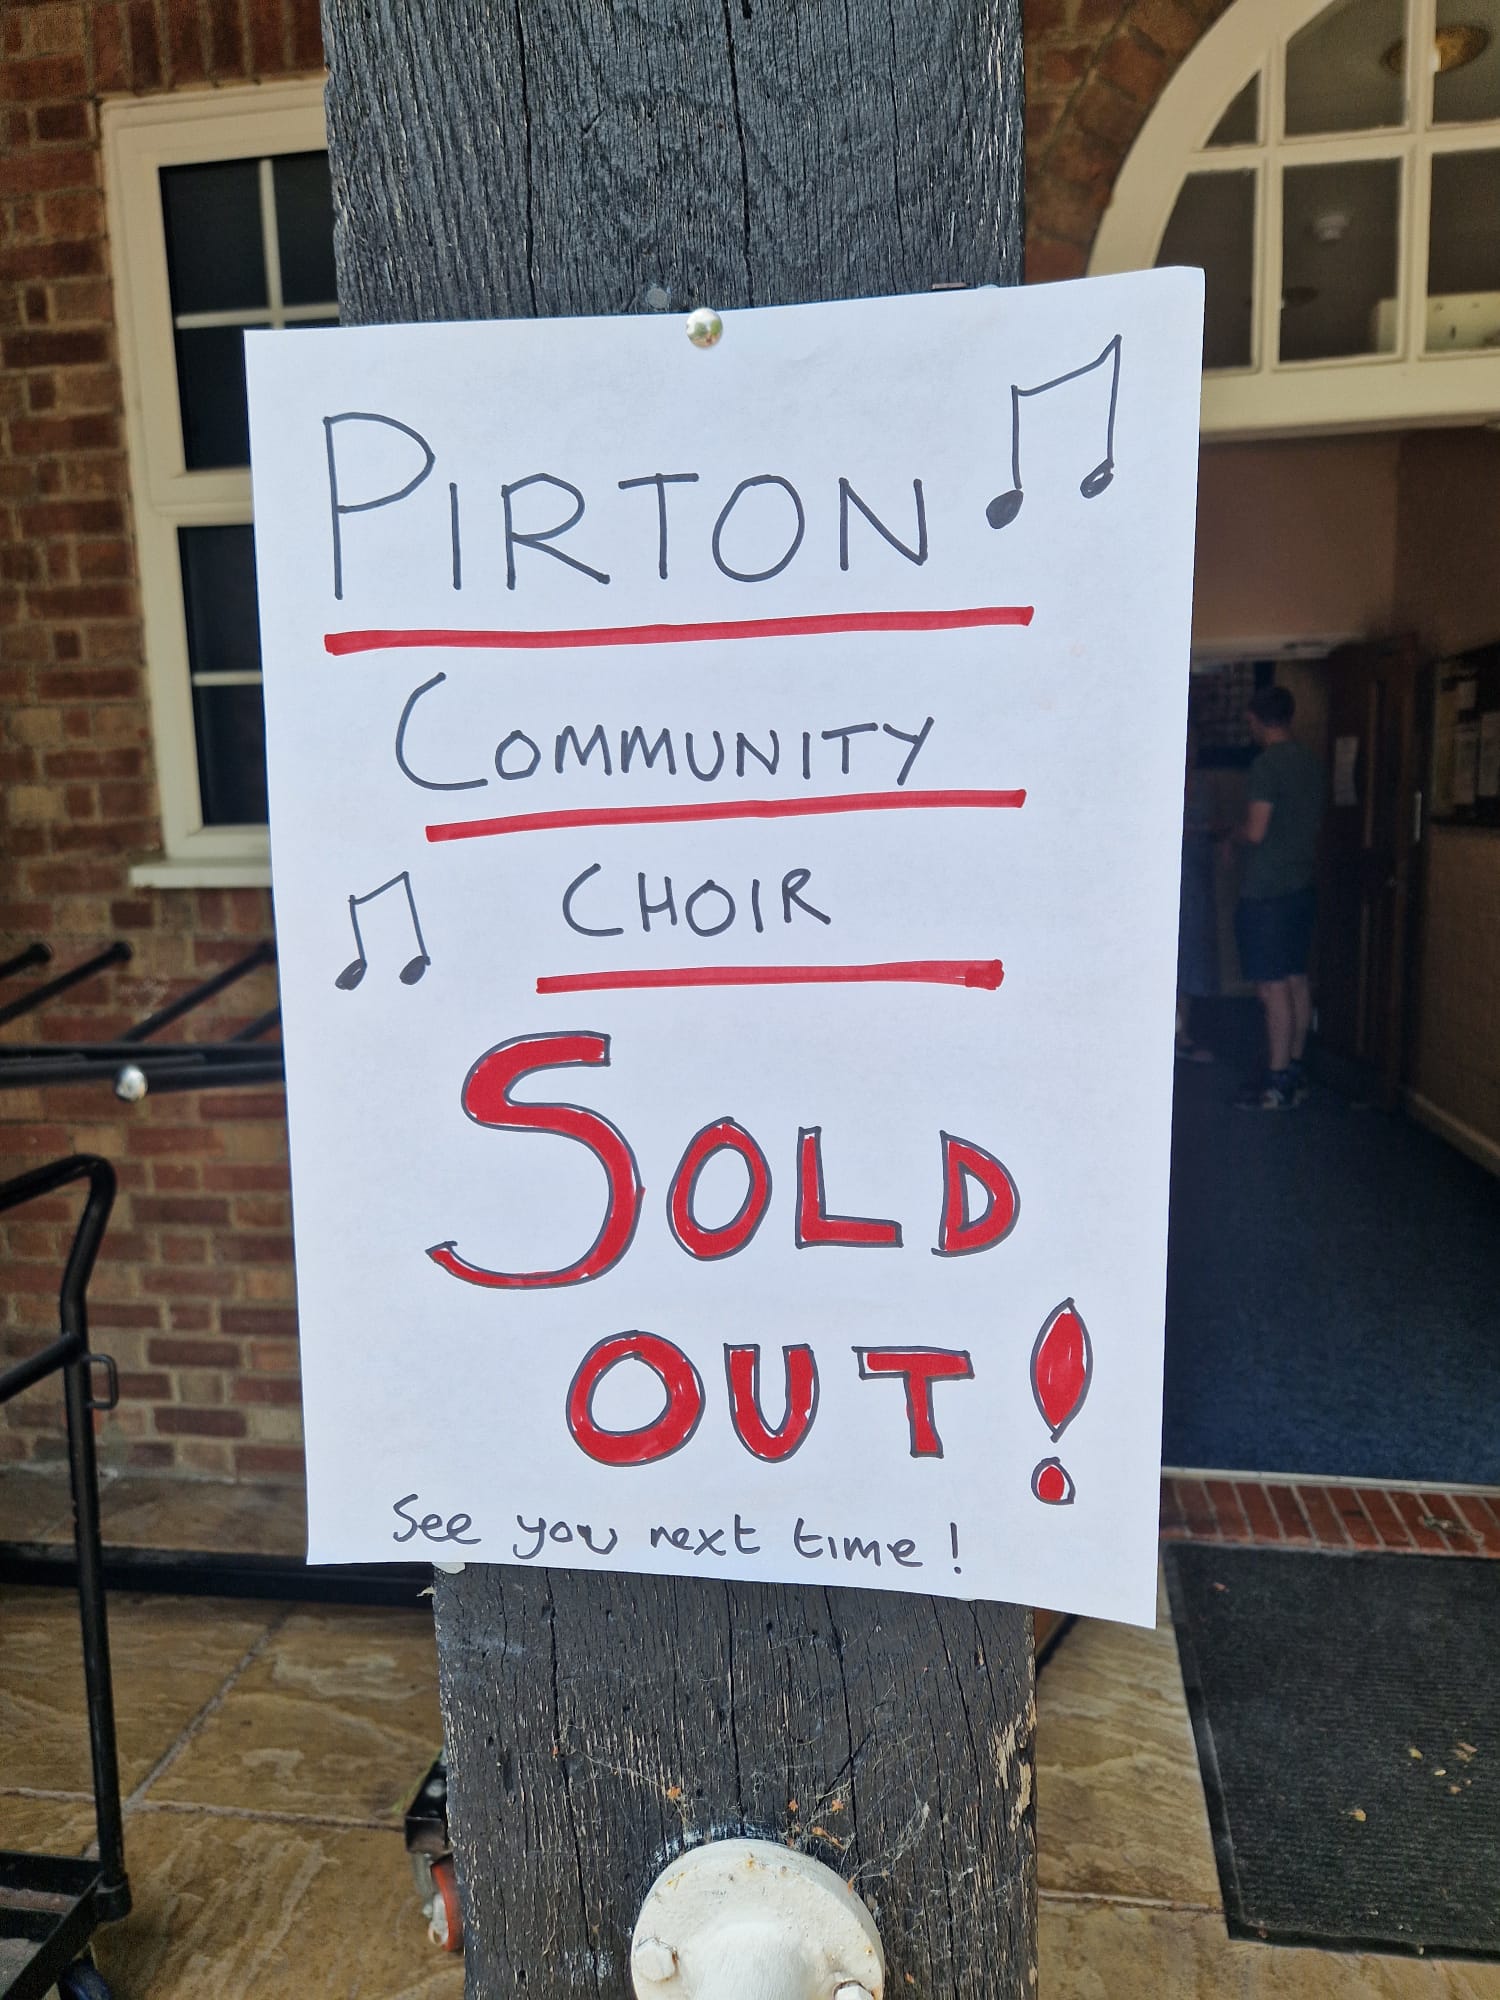 PIRTON
COMMUNITY
CHOIR
SOLD
OUT!
See you next time!